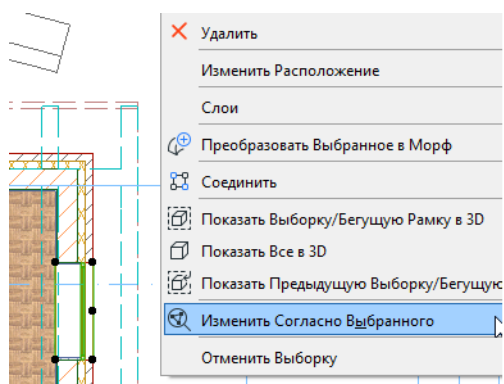 Удалить
Изменить Расположение
Слои
Преобразовать Выбранное в Морф
Соединить
Показать Выборку/Бегущую Рамку в 3D
Показать Все в 3D
Показать Предыдущую Выборку/Бегущую
Изменить Согласно Выбранного
Отменить Выборку